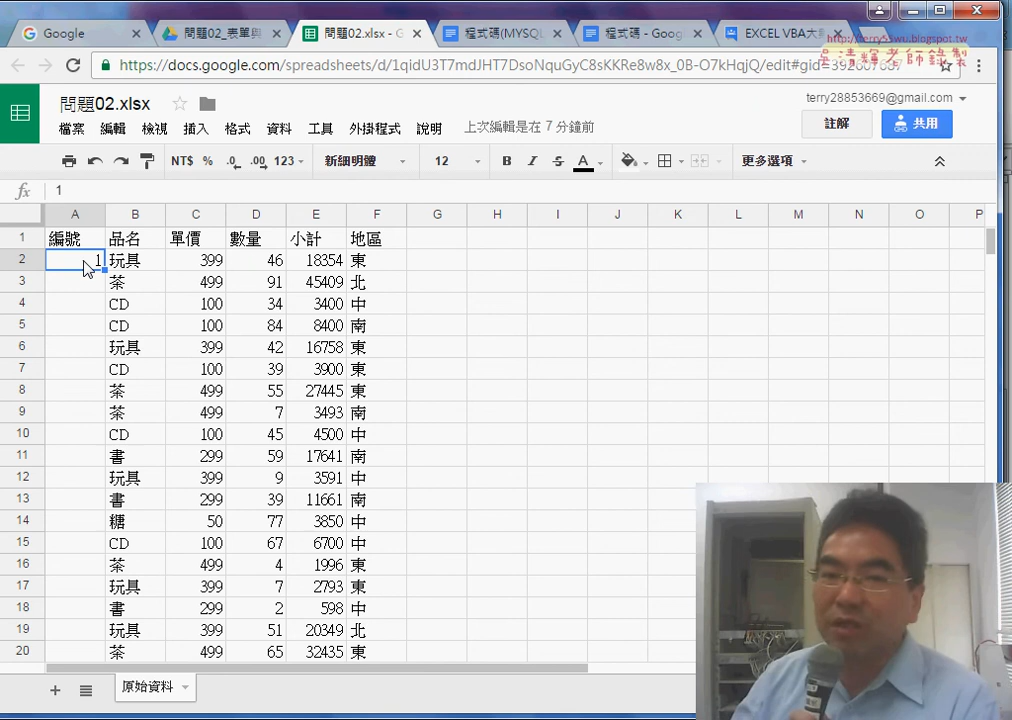 Google
問題02_表單與
問題02.xlsx - G
程式碼(MYSQL
程式碼 - Goog
EXCEL VBA大
http://terry55wu.blogspot.tw
吳清輝老師錄製
https://docs.google.com/spreadsheets/d/1qidU3T7mdJHT7DsoNquGyC8sKKRe8w8x_0B-O7kHqjQ/edit#gid=
問題02.xlsx
terry28853669@gmail.com
檔案 編輯 檢視 插入 格式 資料 工具 外掛程式 說明 上次編輯是在 7 分鐘前
註解 共用
NT$ % .0 .00 123 新細明體 12 B I S A 更多選項
fx 1
A B C D E F G H I J K L M N O P
1 編號 品名 單價 數量 小計 地區
2 1 玩具 399 46 18354 東
3 茶 499 91 45409 北
4 CD 100 34 3400 中
5 CD 100 84 8400 南
6 玩具 399 42 16758 東
7 CD 100 39 3900 東
8 茶 499 55 27445 東
9 茶 499 7 3493 南
10 CD 100 45 4500 中
11 書 299 59 17641 南
12 玩具 399 9 3591 中
13 書 299 39 11661 南
14 糖 50 77 3850 中
15 CD 100 67 6700 中
16 茶 499 4 1996 東
17 玩具 399 7 2793 東
18 書 299 2 598 中
19 玩具 399 51 20349 北
20 茶 499 65 32435 東
原始資料